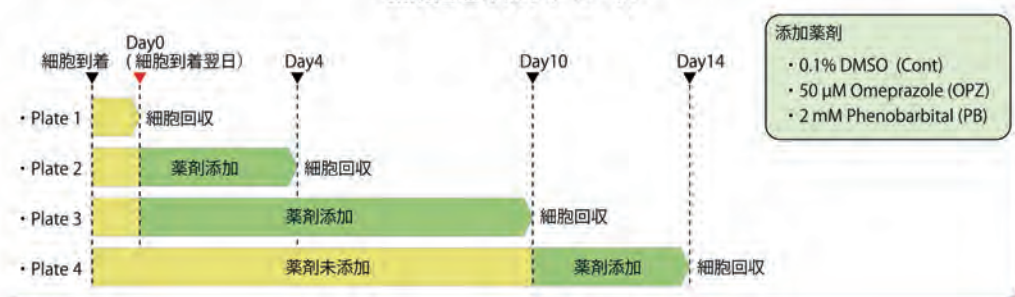 Day0
細胞到着 (細胞到着翌日) Day4 Day10 Day14
・Plate 1 細胞回収
・Plate 2 薬剤添加 細胞回収
・Plate 3 薬剤添加 細胞回収
・Plate 4 薬剤未添加 薬剤添加 細胞回収
添加薬剤
・0.1% DMSO (Cont)
・50 μM Omeprazole (OPZ)
・2 mM Phenobarbital (PB)